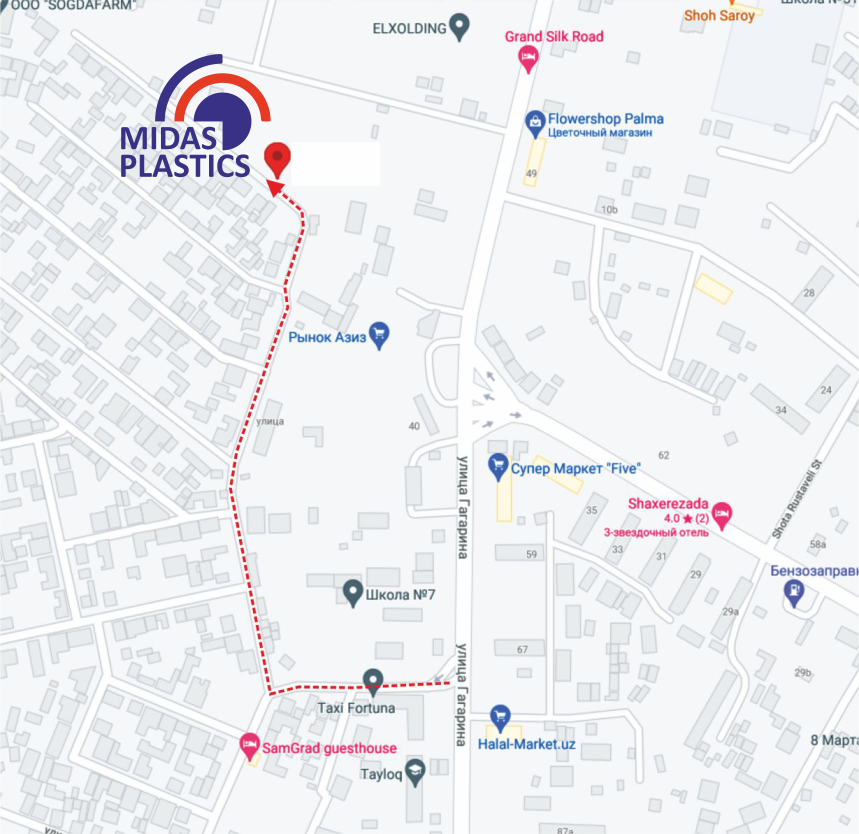 ООО "SOGDAFARM"
Школа №31
Shoh Saroy
ELXOLDING
Grand Silk Road
Flowershop Palma
Цветочный магазин
49
MIDAS
PLASTICS
10b
28
Рынок Азиз
24
34
улица
40
62
Супер Маркет "Five"
улица Гагарина
Shaxerezada
4.0 ★ (2)
3-звездочный отель
Shota Rustaveli St
35
33
31
29
58a
59
Бензозаправк
Школа №7
29a
67
улица Гагарина
29b
Taxi Fortuna
Halal-Market.uz
8 Марта
SamGrad guesthouse
Tayloq
87a